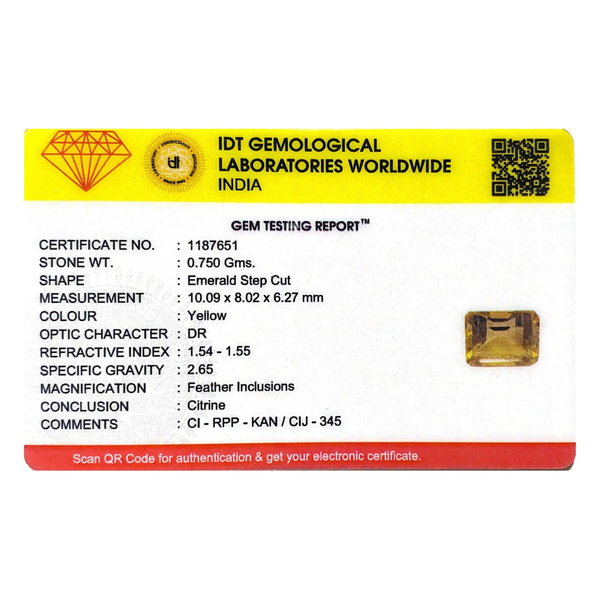 IDT GEMOLOGICAL
LABORATORIES WORLDWIDE
INDIA
idt
GEM TESTING REPORT™
CERTIFICATE NO. : 1187651
STONE WT. : 0.750 Gms.
SHAPE : Emerald Step Cut
MEASUREMENT : 10.09 x 8.02 x 6.27 mm
COLOUR : Yellow
OPTIC CHARACTER : DR
REFRACTIVE INDEX : 1.54 - 1.55
SPECIFIC GRAVITY : 2.65
MAGNIFICATION : Feather Inclusions
CONCLUSION : Citrine
COMMENTS : CI - RPP - KAN / CIJ - 345
Scan QR Code for authentication & get your electronic certificate.